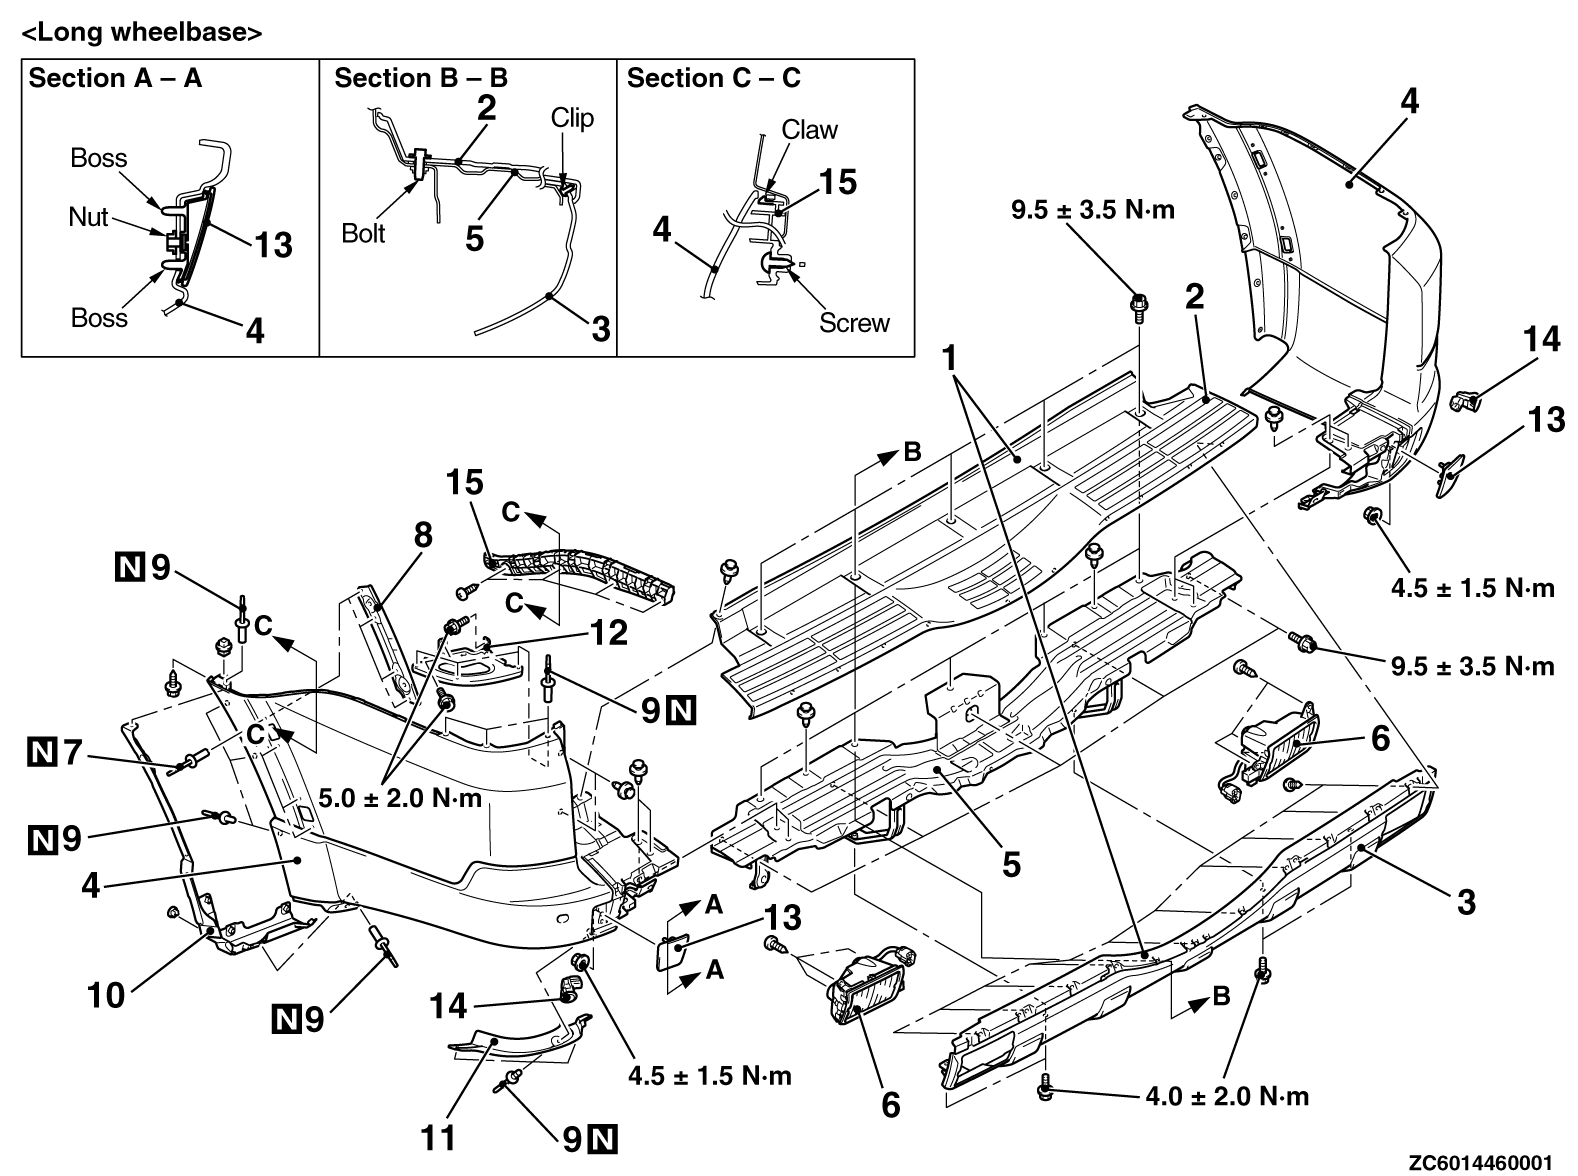 <Long wheelbase>
Section A – A
Section B – B
Section C – C
2
Clip
Claw
Boss
15
Nut
13
Bolt
5
4
Boss
4
3
Screw
4
9.5 ± 3.5 N·m
2
1
14
13
B
15
C
8
N 9
C
C
12
4.5 ± 1.5 N·m
9.5 ± 3.5 N·m
9 N
C
N 7
6
5.0 ± 2.0 N·m
N 9
5
4
3
A
13
A
10
14
N 9
B
11
6
4.5 ± 1.5 N·m
4.0 ± 2.0 N·m
9 N
ZC6014460001